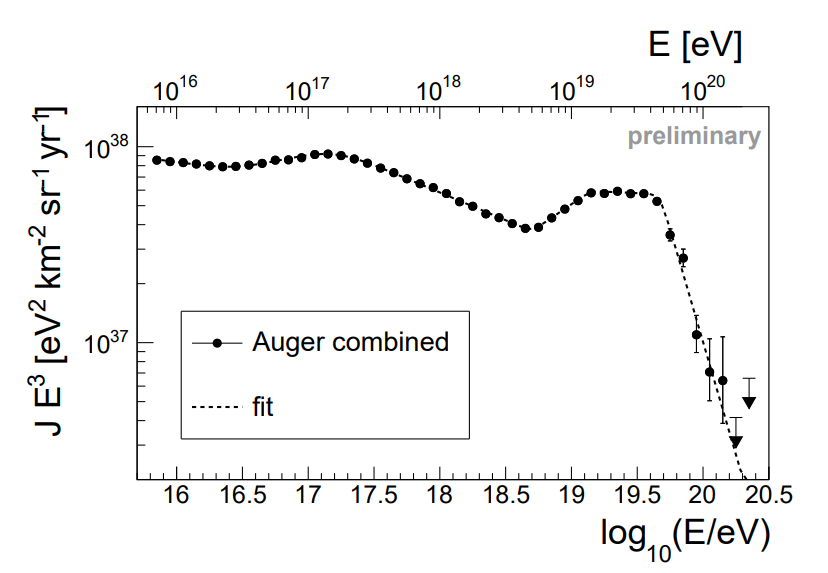 E [eV]
10^16 10^17 10^18 10^19 10^20
preliminary
J E^3 [eV^2 km^-2 sr^-1 yr^-1]
10^38
10^37
Auger combined
fit
16 16.5 17 17.5 18 18.5 19 19.5 20 20.5
log_10(E/eV)